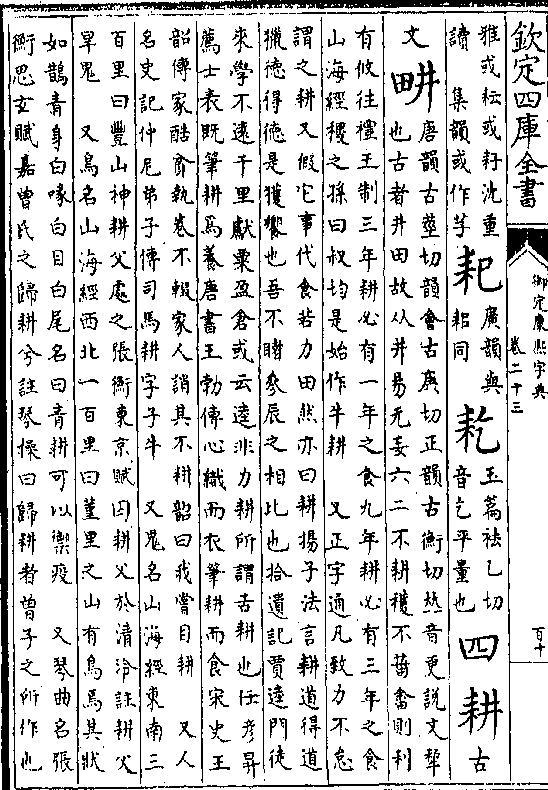 欽定四庫全書
御定康熙字典
卷二十三
百十
雅或耘或耔沈重
讀 集韻或作芓
耙
廣韻與
耜同
耴
玉篇袪乙切
音乞平量也
四
耕
古
文
畊
唐韻古莖切韻會古庚切正韻古衡切𠀤音更說文犂
也古者井田故从井易无妄六二不耕穫不菑畬則利
有攸往禮王制三年耕必有一年之食九年耕必有三年之食
山海經稷之孫曰叔均是始作牛耕 又正字通凡致力不怠
謂之耕又假它事代食若力田然亦曰耕揚子法言耕道得道
獵德得德是獲饗也吾不睹參辰之相比也拾遺記賈逵門徒
來學不遠千里獻粟盈倉或云逵非力耕所謂舌耕也任彥昇
薦士表既筆耕爲養唐書王勃傳心織而衣筆耕而食宋史王
韶傳家酷貧執卷不輟家人誚其不耕韶曰我嘗目耕 又人
名史記仲尼弟子傳司馬耕字子牛 又鬼名山海經東南三
百里曰豐山神耕父處之張衡東京賦囚耕父於清泠註耕父
旱鬼 又鳥名山海經西北一百里曰堇里之山有鳥焉其狀
如鵲青身白喙白目白尾名曰青耕可以禦疫 又琴曲名張
衡思玄賦嘉曾氏之歸耕兮註琴操曰歸耕者曾子之所作也